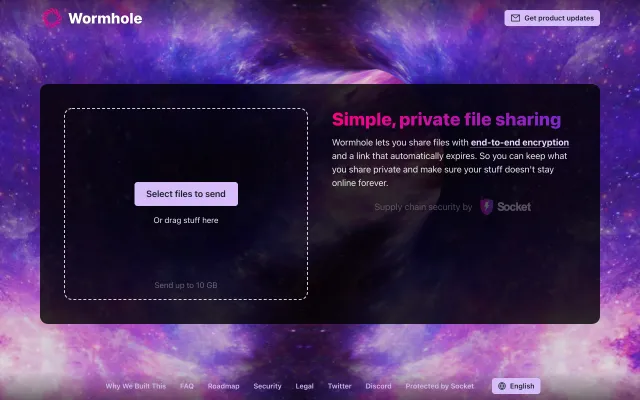 Wormhole
Get product updates
Select files to send
Or drag stuff here
Send up to 10 GB
Simple, private file sharing
Wormhole lets you share files with end-to-end encryption
and a link that automatically expires. So you can keep what
you share private and make sure your stuff doesn't stay
online forever.
Supply chain security by Socket
Why We Built This FAQ Roadmap Security Legal Twitter Discord Protected by Socket English